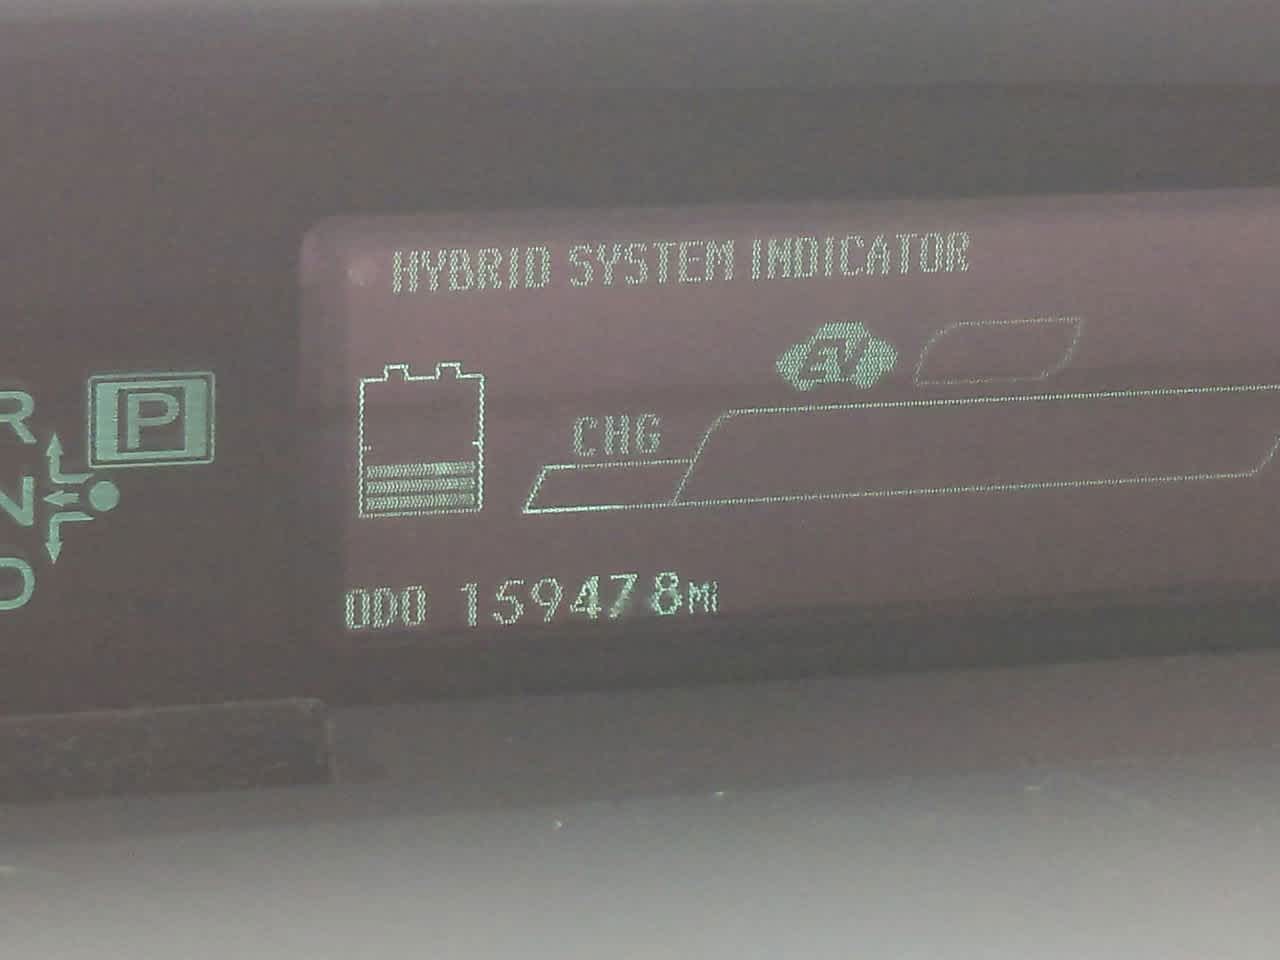 HYBRID SYSTEM INDICATOR
EV
R P
CHG
N
D
ODO 159478MI